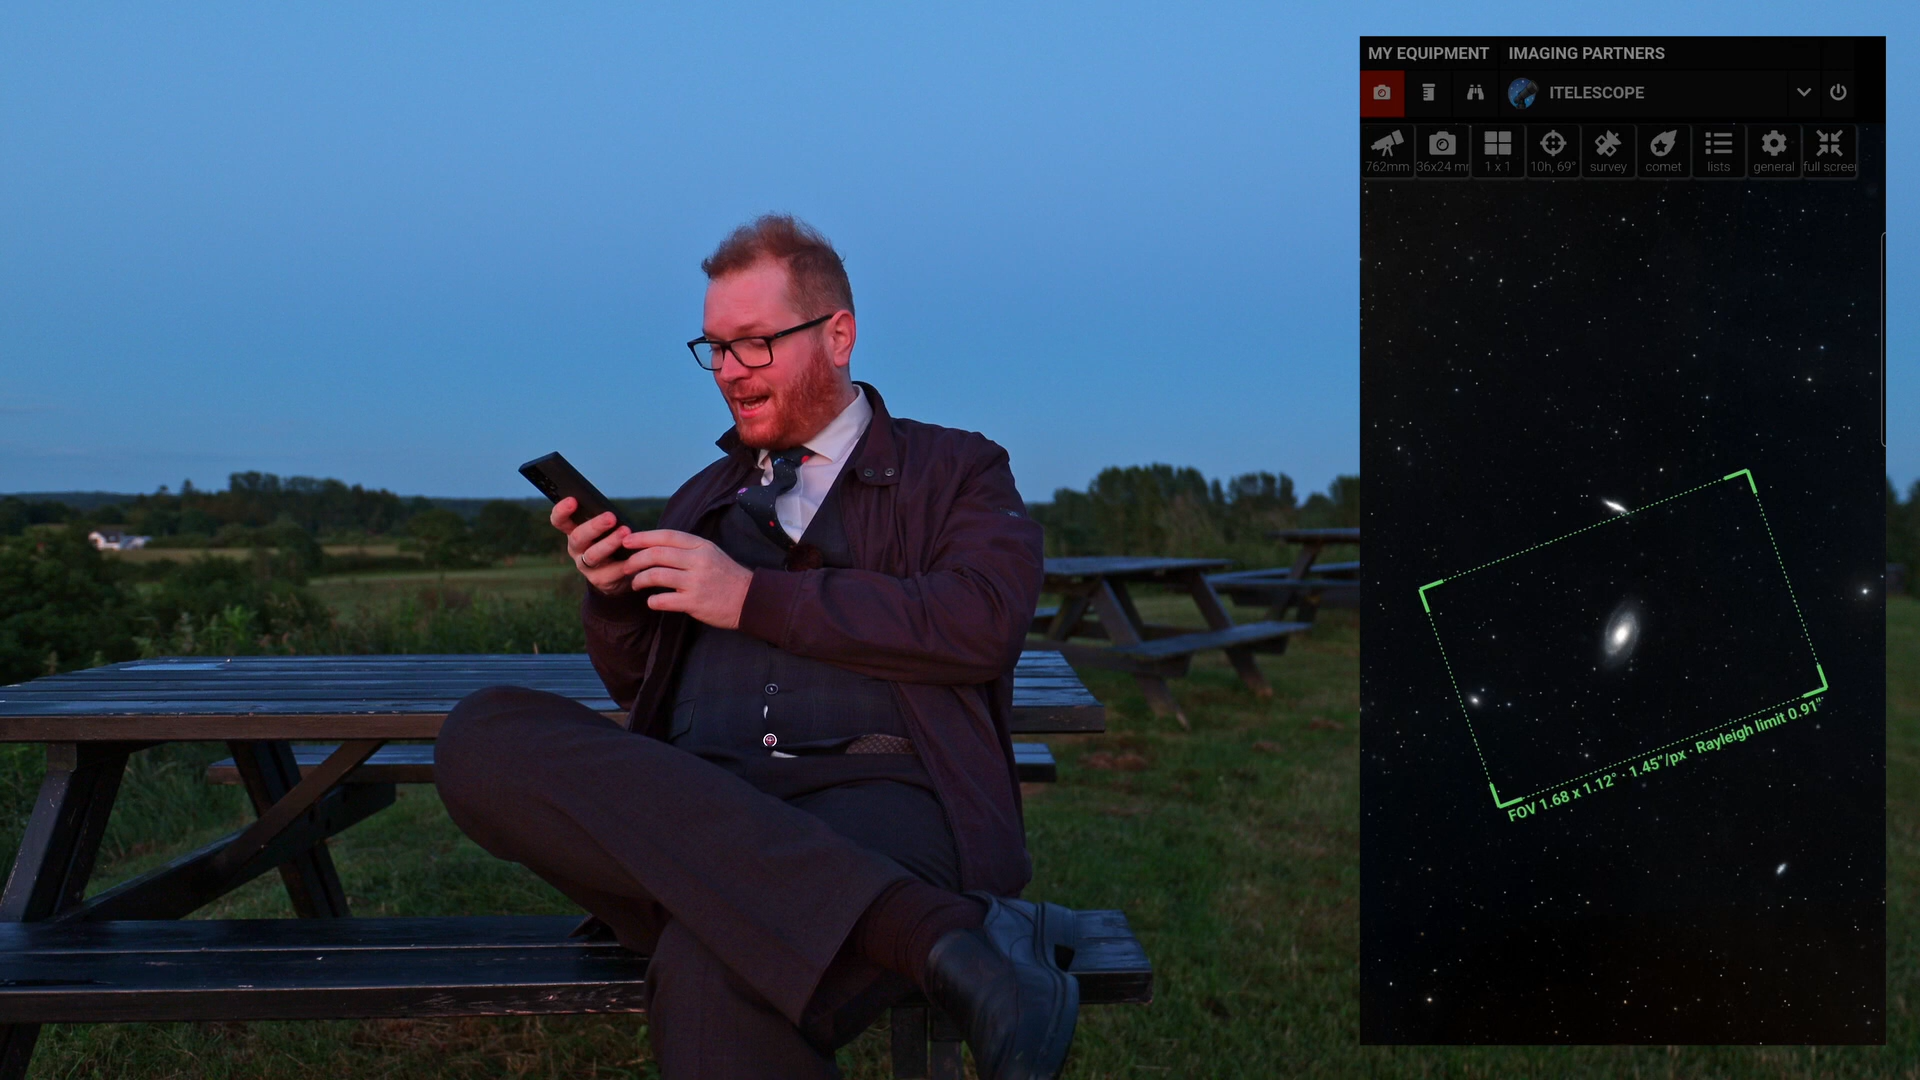 MY EQUIPMENT IMAGING PARTNERS
ITELESCOPE
762mm 36x24 mr 1 x 1 10h, 69° survey comet lists general full screen
FOV 1.68 x 1.12° · 1.45"/px · Rayleigh limit 0.91"